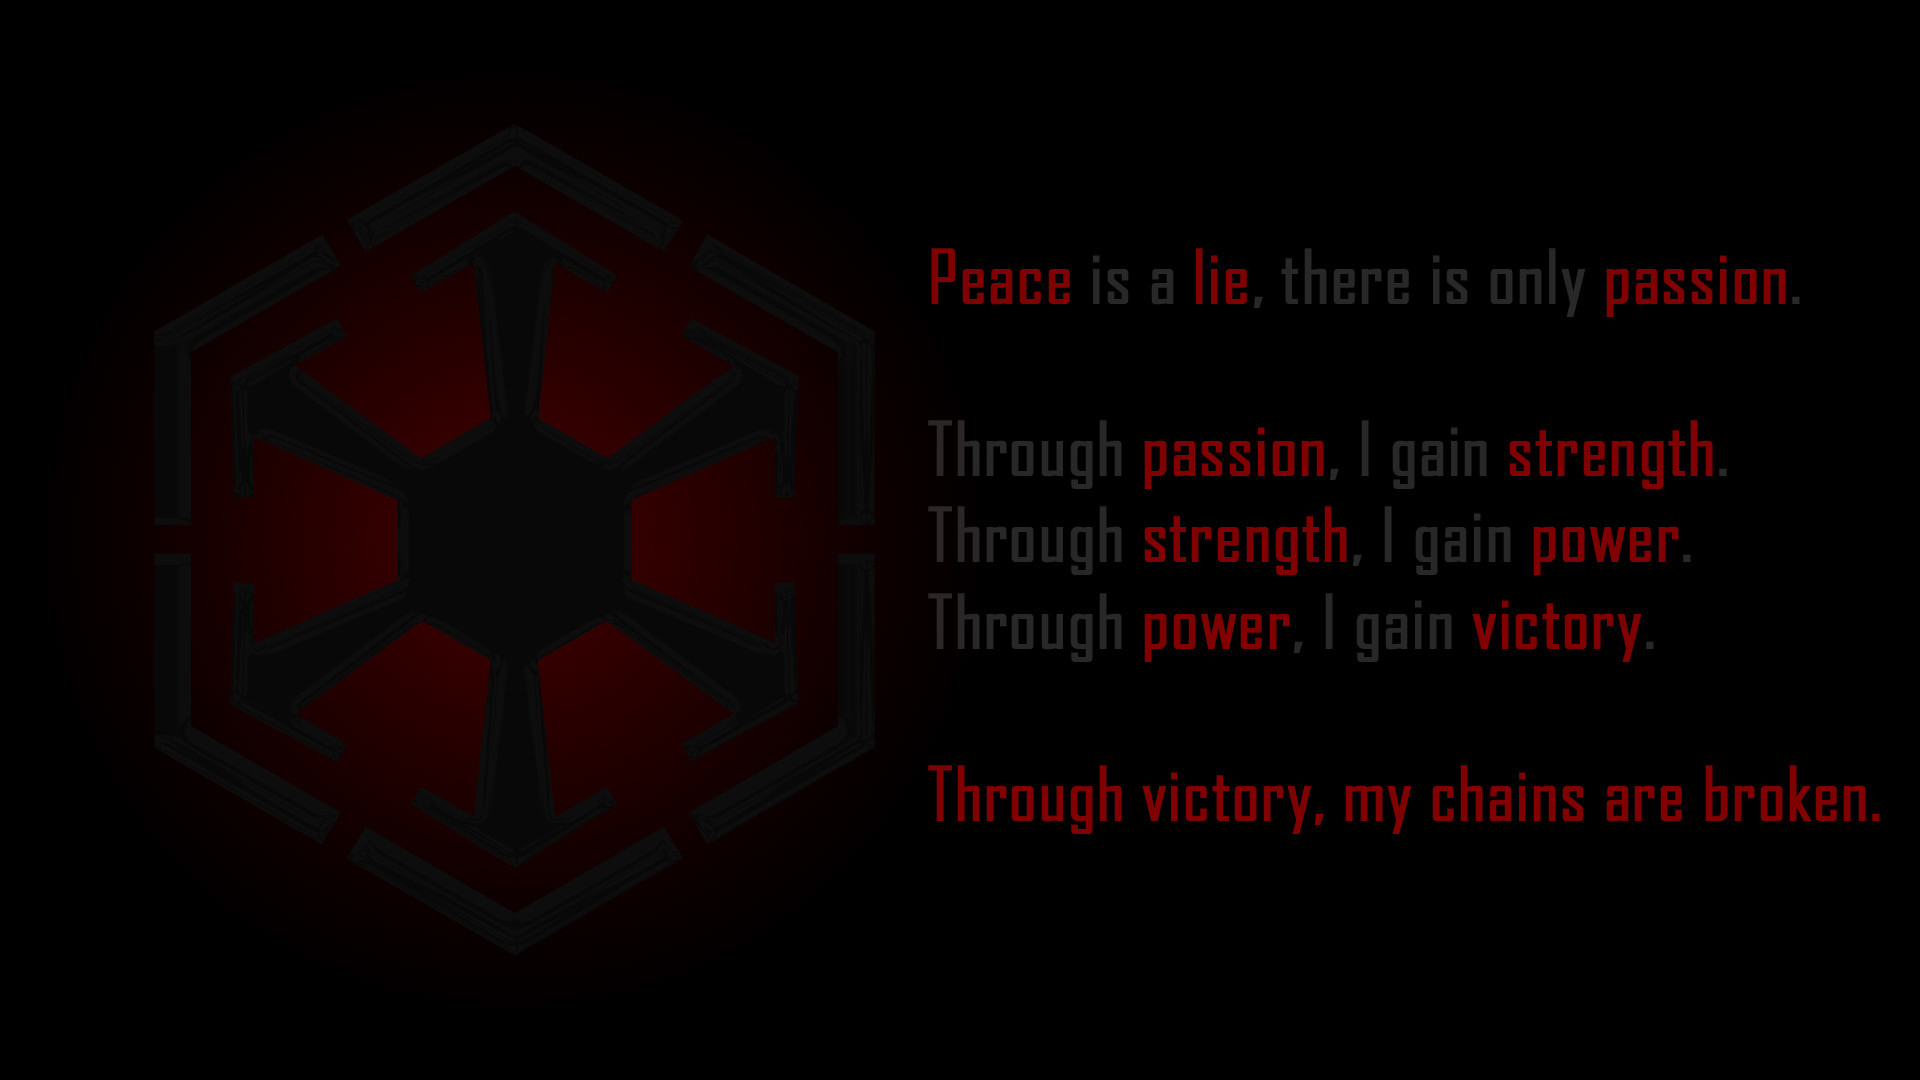 Peace is a lie, there is only passion.
Through passion, I gain strength.
Through strength, I gain power.
Through power, I gain victory.
Through victory, my chains are broken.